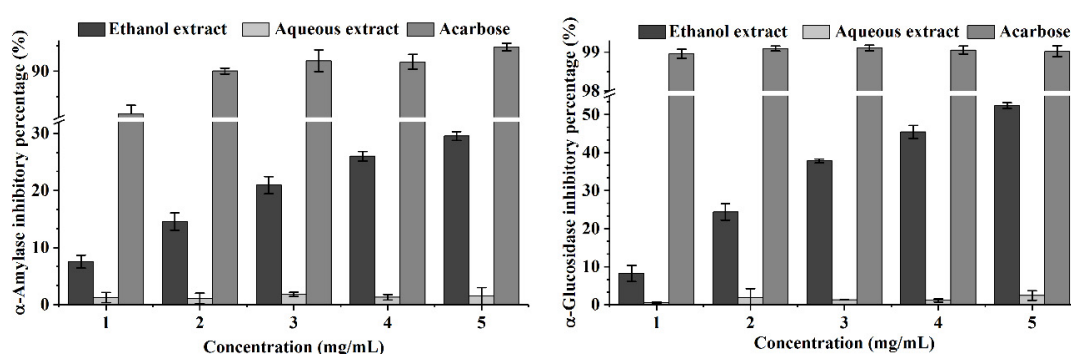 Ethanol extract Aqueous extract Acarbose
α-Amylase inhibitory percentage (%)
90
30
20
10
0
1 2 3 4 5
Concentration (mg/mL)
Ethanol extract Aqueous extract Acarbose
α-Glucosidase inhibitory percentage (%)
99
98
50
40
30
20
10
0
1 2 3 4 5
Concentration (mg/mL)